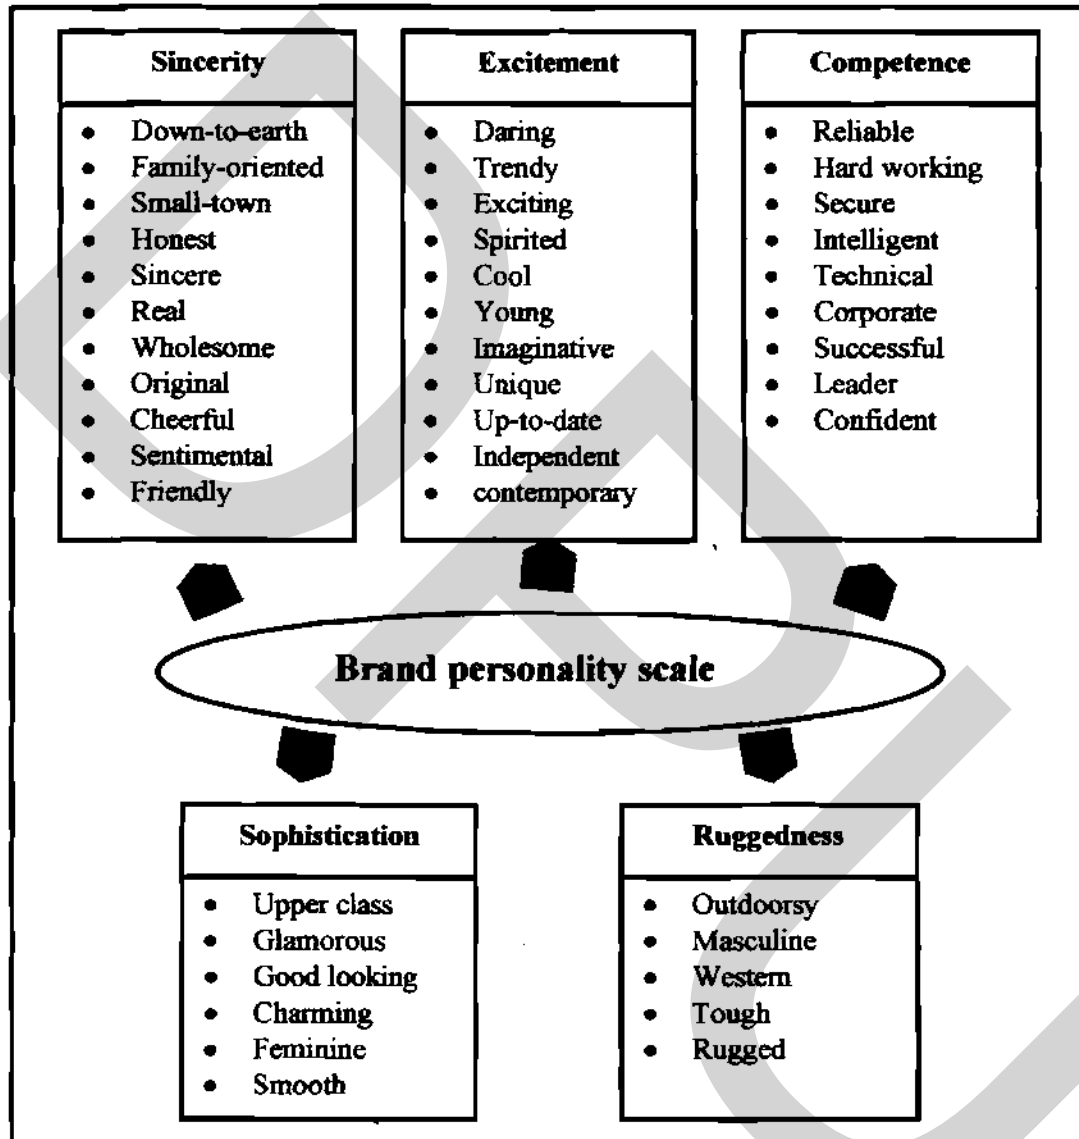 Sincerity
• Down-to-earth
• Family-oriented
• Small-town
• Honest
• Sincere
• Real
• Wholesome
• Original
• Cheerful
• Sentimental
• Friendly
Excitement
• Daring
• Trendy
• Exciting
• Spirited
• Cool
• Young
• Imaginative
• Unique
• Up-to-date
• Independent
• contemporary
Competence
• Reliable
• Hard working
• Secure
• Intelligent
• Technical
• Corporate
• Successful
• Leader
• Confident
Brand personality scale
Sophistication
• Upper class
• Glamorous
• Good looking
• Charming
• Feminine
• Smooth
Ruggedness
• Outdoorsy
• Masculine
• Western
• Tough
• Rugged